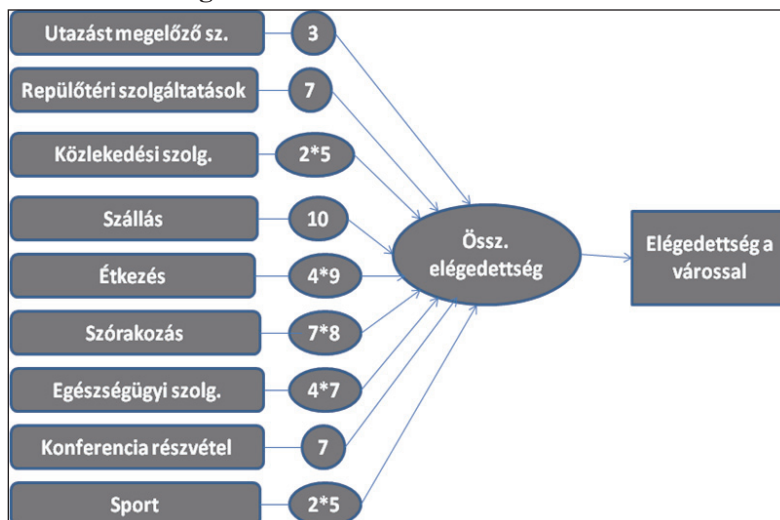 Utazást megelőző sz. 3
Repülőtéri szolgáltatások 7
Közlekedési szolg. 2*5
Szállás 10
Étkezés 4*9
Szórakozás 7*8
Egészségügyi szolg. 4*7
Konferencia részvétel 7
Sport 2*5
Össz.
elégedettség
Elégedettség a
várossal